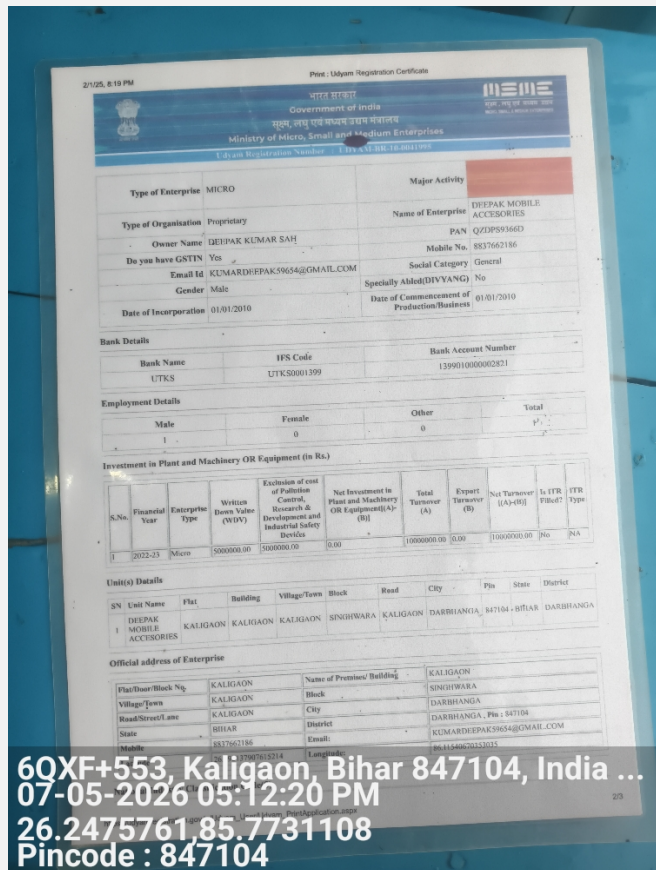 2/1/25, 8:19 PM
Print : Udyam Registration Certificate
भारत सरकार
Government of India
सूक्ष्म, लघु एवं मध्यम उद्यम मंत्रालय
Ministry of Micro, Small and Medium Enterprises
Udyam Registration Number :
Type of Enterprise MICRO
Major Activity
Type of Organisation Proprietary
Name of Enterprise DEEPAK MOBILE ACCESORIES
Owner Name DEEPAK KUMAR SAH
PAN QZDPS9366D
Do you have GSTIN Yes
Mobile No. 8837662186
Email Id KUMARDEEPAK59654@GMAIL.COM
Social Category General
Gender Male
Specially Abled(DIVYANG) No
Date of Incorporation 01/01/2010
Date of Commencement of Production/Business 01/01/2010
Bank Details
Bank Name IFS Code Bank Account Number
UTKS UTKS0001399 1399010000002821
Employment Details
Male Female Other Total
1 0 0
Investment in Plant and Machinery OR Equipment (in Rs.)
S.No. Financial Year Enterprise Type Written Down Value (WDV) Exclusion of cost of Pollution Control, Research & Development and Industrial Safety Devices Net Investment in Plant and Machinery OR Equipment[(A)-(B)] Total Turnover (A) Export Turnover (B) Net Turnover [(A)-(B)] Is ITR Filled? ITR Type
1 2022-23 Micro 5000000.00 5000000.00 0.00 10000000.00 0.00 10000000.00 No NA
Unit(s) Details
SN Unit Name Flat Building Village/Town Block Road City Pin State District
1 DEEPAK MOBILE ACCESORIES KALIGAON KALIGAON KALIGAON SINGHWARA KALIGAON DARBHANGA 847104 - BIHAR DARBHANGA
Official address of Enterprise
Flat/Door/Block No. KALIGAON Name of Premises/ Building KALIGAON
Village/Town KALIGAON Block SINGHWARA
Road/Street/Lane KALIGAON City DARBHANGA
State BIHAR District DARBHANGA , Pin : 847104
Mobile 8837662186 Email: KUMARDEEPAK59654@GMAIL.COM
Longitude:
2/3
6QXF+553, Kaligaon, Bihar 847104, India ...
07-05-2026 05:12:20 PM
26.2475761,85.7731108
Pincode : 847104